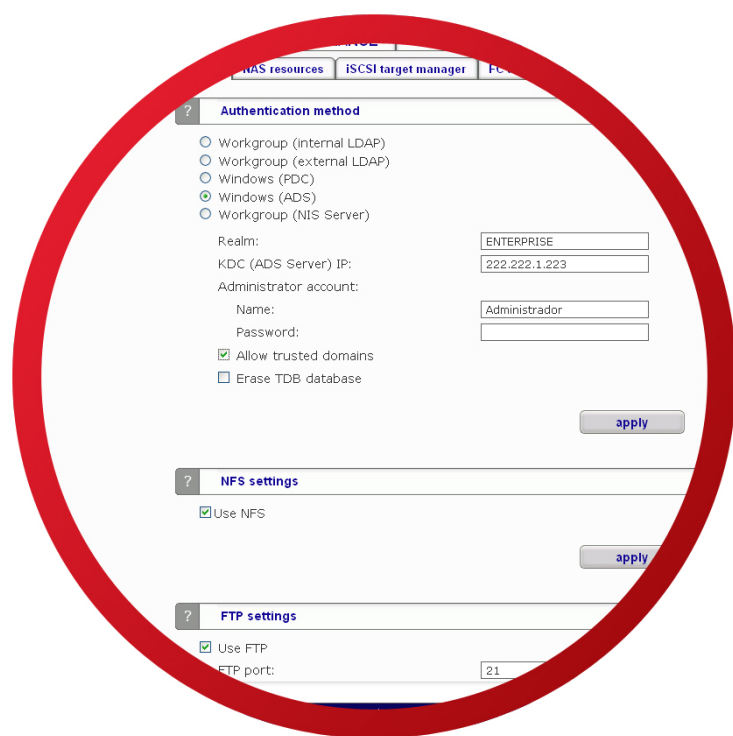 NAS resources iSCSI target manager
? Authentication method
Workgroup (internal LDAP)
Workgroup (external LDAP)
Windows (PDC)
Windows (ADS)
Workgroup (NIS Server)
Realm: ENTERPRISE
KDC (ADS Server) IP: 222.222.1.223
Administrator account:
Name: Administrador
Password:
Allow trusted domains
Erase TDB database
apply
? NFS settings
Use NFS
apply
? FTP settings
Use FTP
FTP port: 21